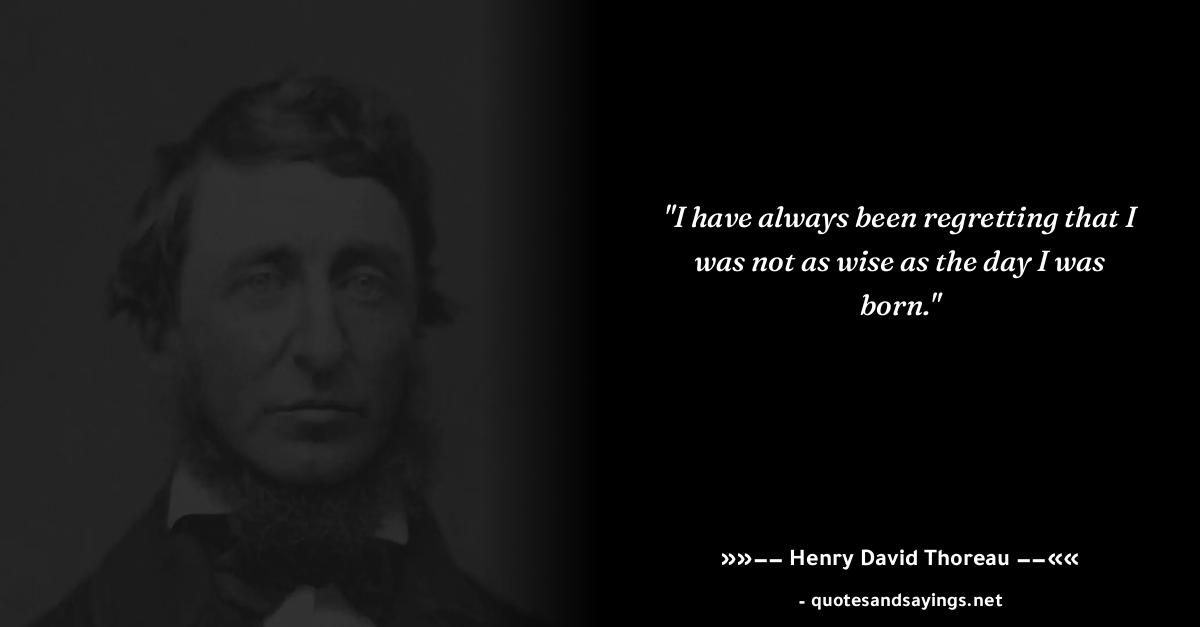 "I have always been regretting that I
was not as wise as the day I was
born."
»»−− Henry David Thoreau −−««
- quotesandsayings.net